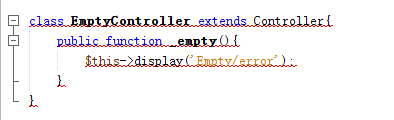 class EmptyController extends Controller{
public function _empty(){
$this->display('Empty/error');
}
}